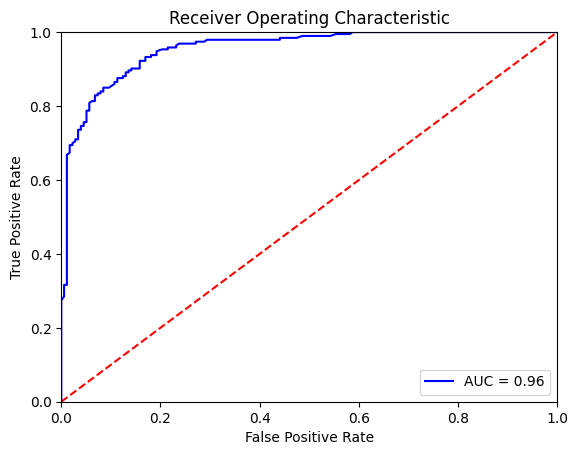 Receiver Operating Characteristic
True Positive Rate
1.0
0.8
0.6
0.4
0.2
0.0
AUC = 0.96
0.0 0.2 0.4 0.6 0.8 1.0
False Positive Rate